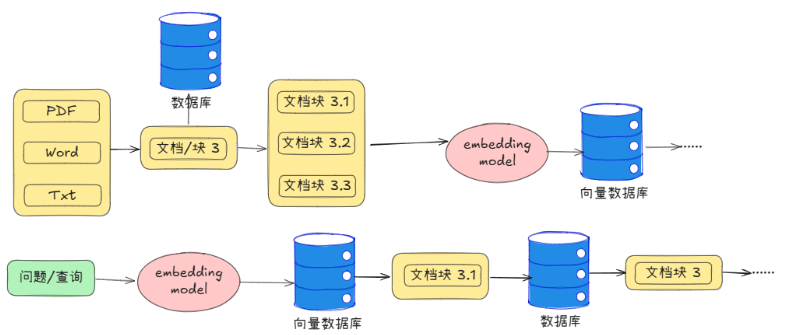 数据库
PDF
Word
Txt
文档/块 3
文档块 3.1
文档块 3.2
文档块 3.3
embedding
model
向量数据库
......
问题/查询
embedding
model
向量数据库
文档块 3.1
数据库
文档块 3
......